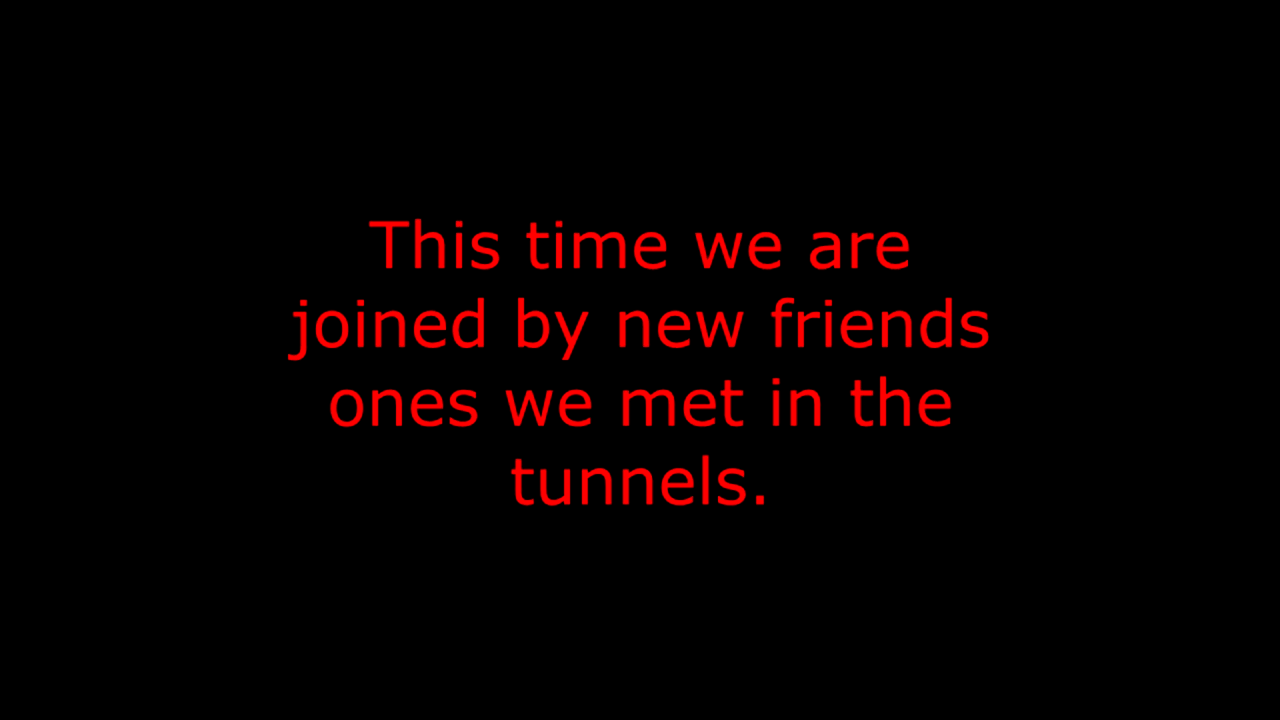 This time we are
joined by new friends
ones we met in the
tunnels.